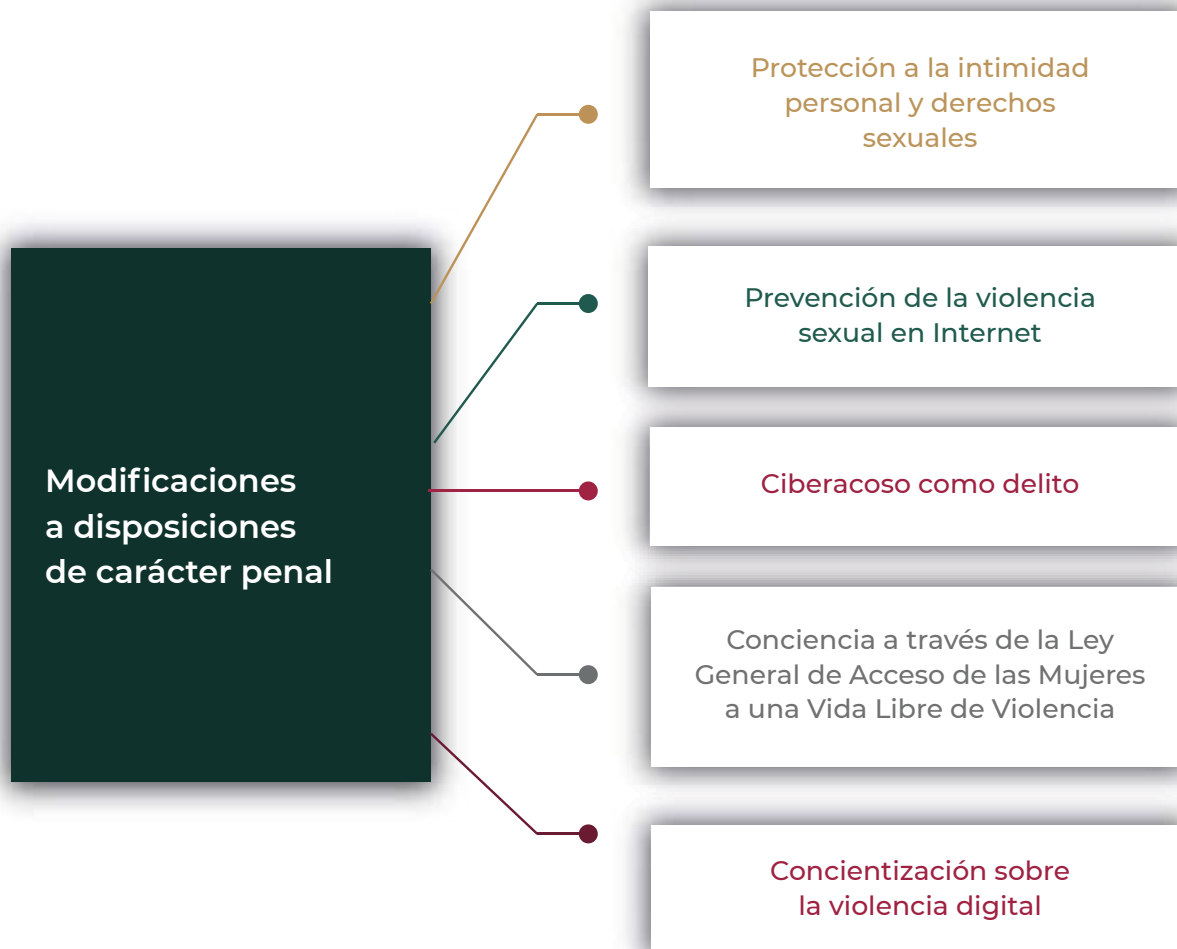 Modificaciones
a disposiciones
de carácter penal
Protección a la intimidad
personal y derechos
sexuales
Prevención de la violencia
sexual en Internet
Ciberacoso como delito
Conciencia a través de la Ley
General de Acceso de las Mujeres
a una Vida Libre de Violencia
Concientización sobre
la violencia digital